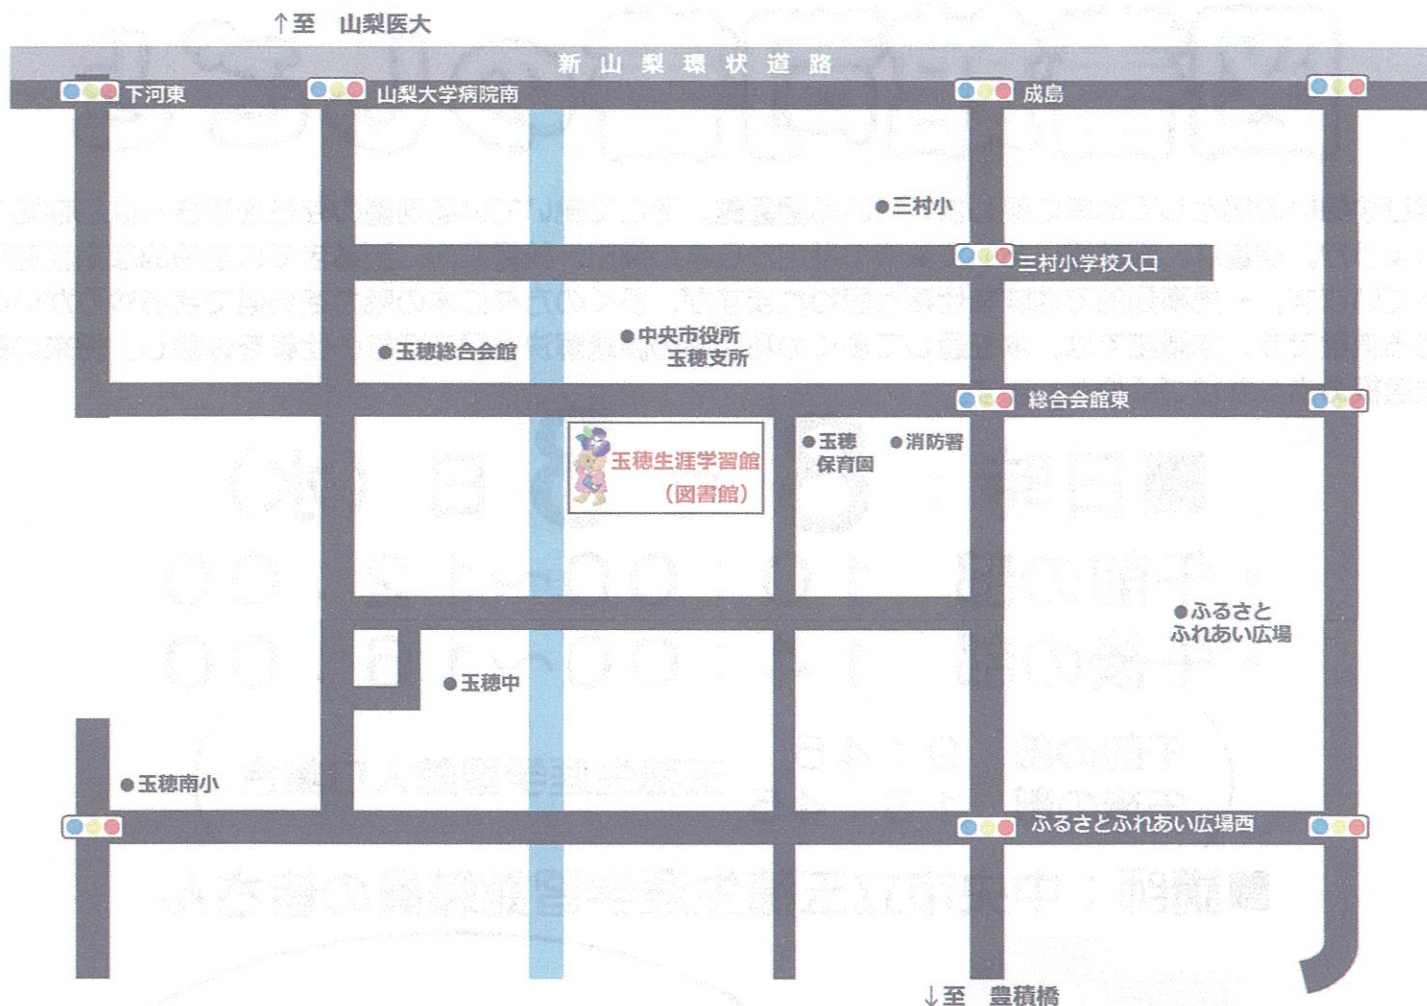 ↑至 山梨医大
新山梨環状道路
下河東
山梨大学病院南
成島
●三村小
三村小学校入口
●中央市役所
玉穂支所
●玉穂総合会館
総合会館東
●玉穂
保育園
●消防署
玉穂生涯学習館
（図書館）
●ふるさと
ふれあい広場
●玉穂中
●玉穂南小
ふるさとふれあい広場西
↓至 豊積橋